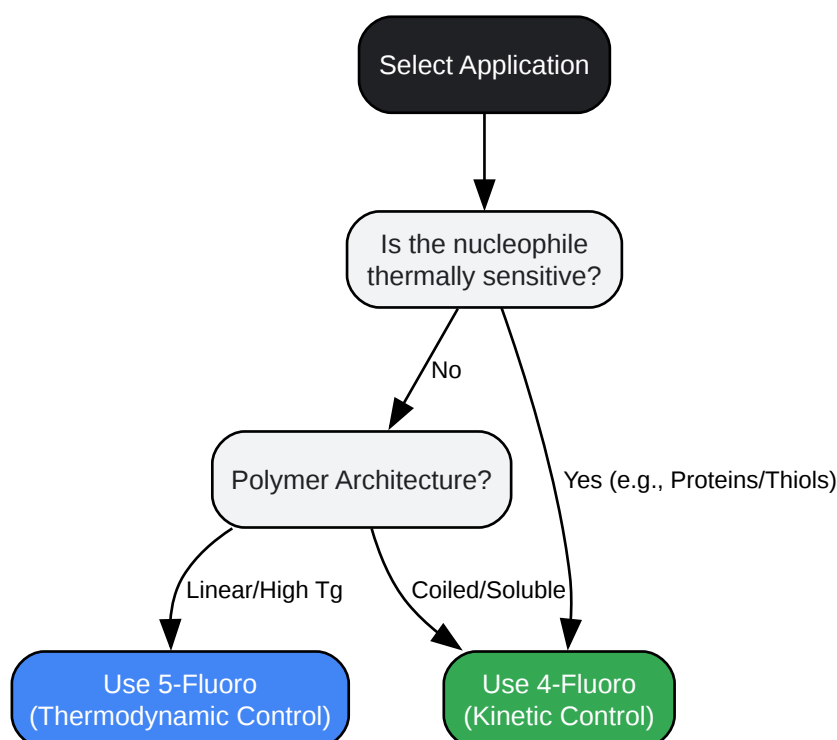 Select Application
Is the nucleophile
thermally sensitive?
No
Polymer Architecture?
Yes (e.g., Proteins/Thiols)
Linear/High Tg
Coiled/Soluble
Use 5-Fluoro
(Thermodynamic Control)
Use 4-Fluoro
(Kinetic Control)